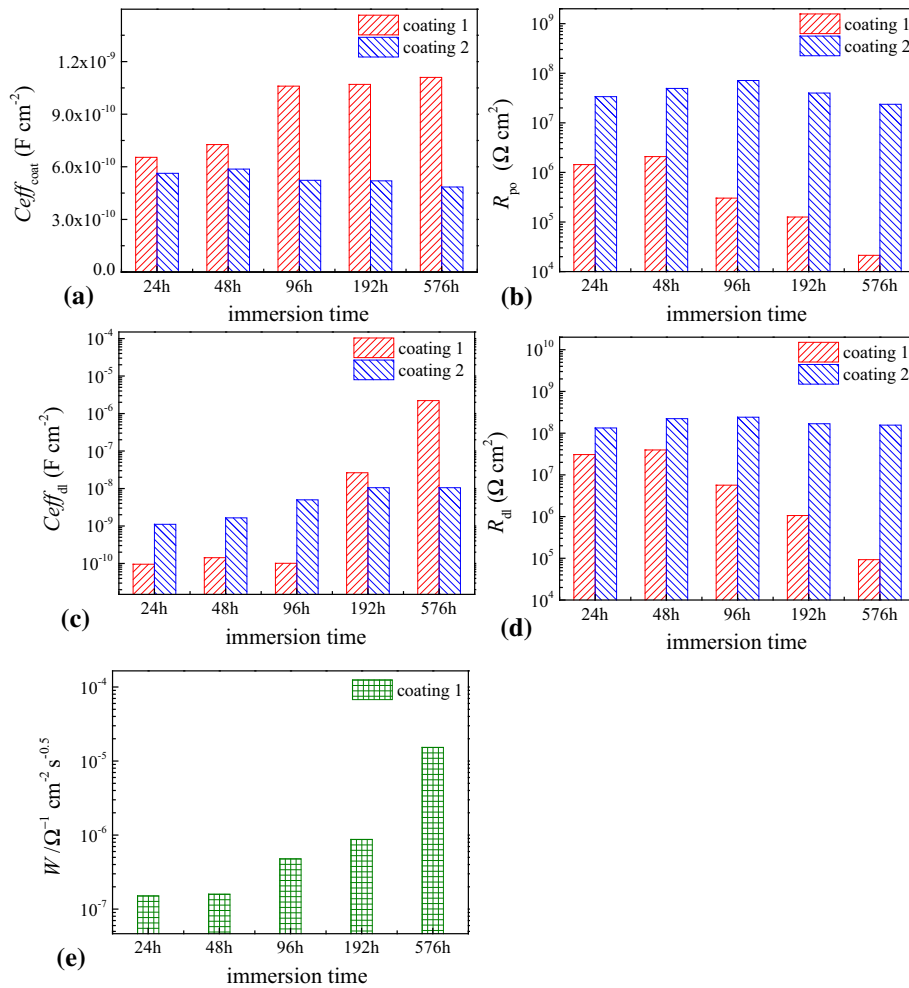 coating 1
coating 2
1.2x10⁻⁹
9.0x10⁻¹⁰
6.0x10⁻¹⁰
3.0x10⁻¹⁰
0.0
Ceff_coat (F cm⁻²)
24h 48h 96h 192h 576h
(a)
immersion time
coating 1
coating 2
10⁹
10⁸
10⁷
10⁶
10⁵
10⁴
R_po (Ω cm²)
24h 48h 96h 192h 576h
(b)
immersion time
coating 1
coating 2
10⁻⁴
10⁻⁵
10⁻⁶
10⁻⁷
10⁻⁸
10⁻⁹
10⁻¹⁰
Ceff_dl (F cm⁻²)
24h 48h 96h 192h 576h
(c)
immersion time
coating 1
coating 2
10¹⁰
10⁹
10⁸
10⁷
10⁶
10⁵
10⁴
R_dl (Ω cm²)
24h 48h 96h 192h 576h
(d)
immersion time
coating 1
10⁻⁴
10⁻⁵
10⁻⁶
10⁻⁷
W /Ω⁻¹ cm⁻² s⁻⁰·⁵
24h 48h 96h 192h 576h
(e)
immersion time